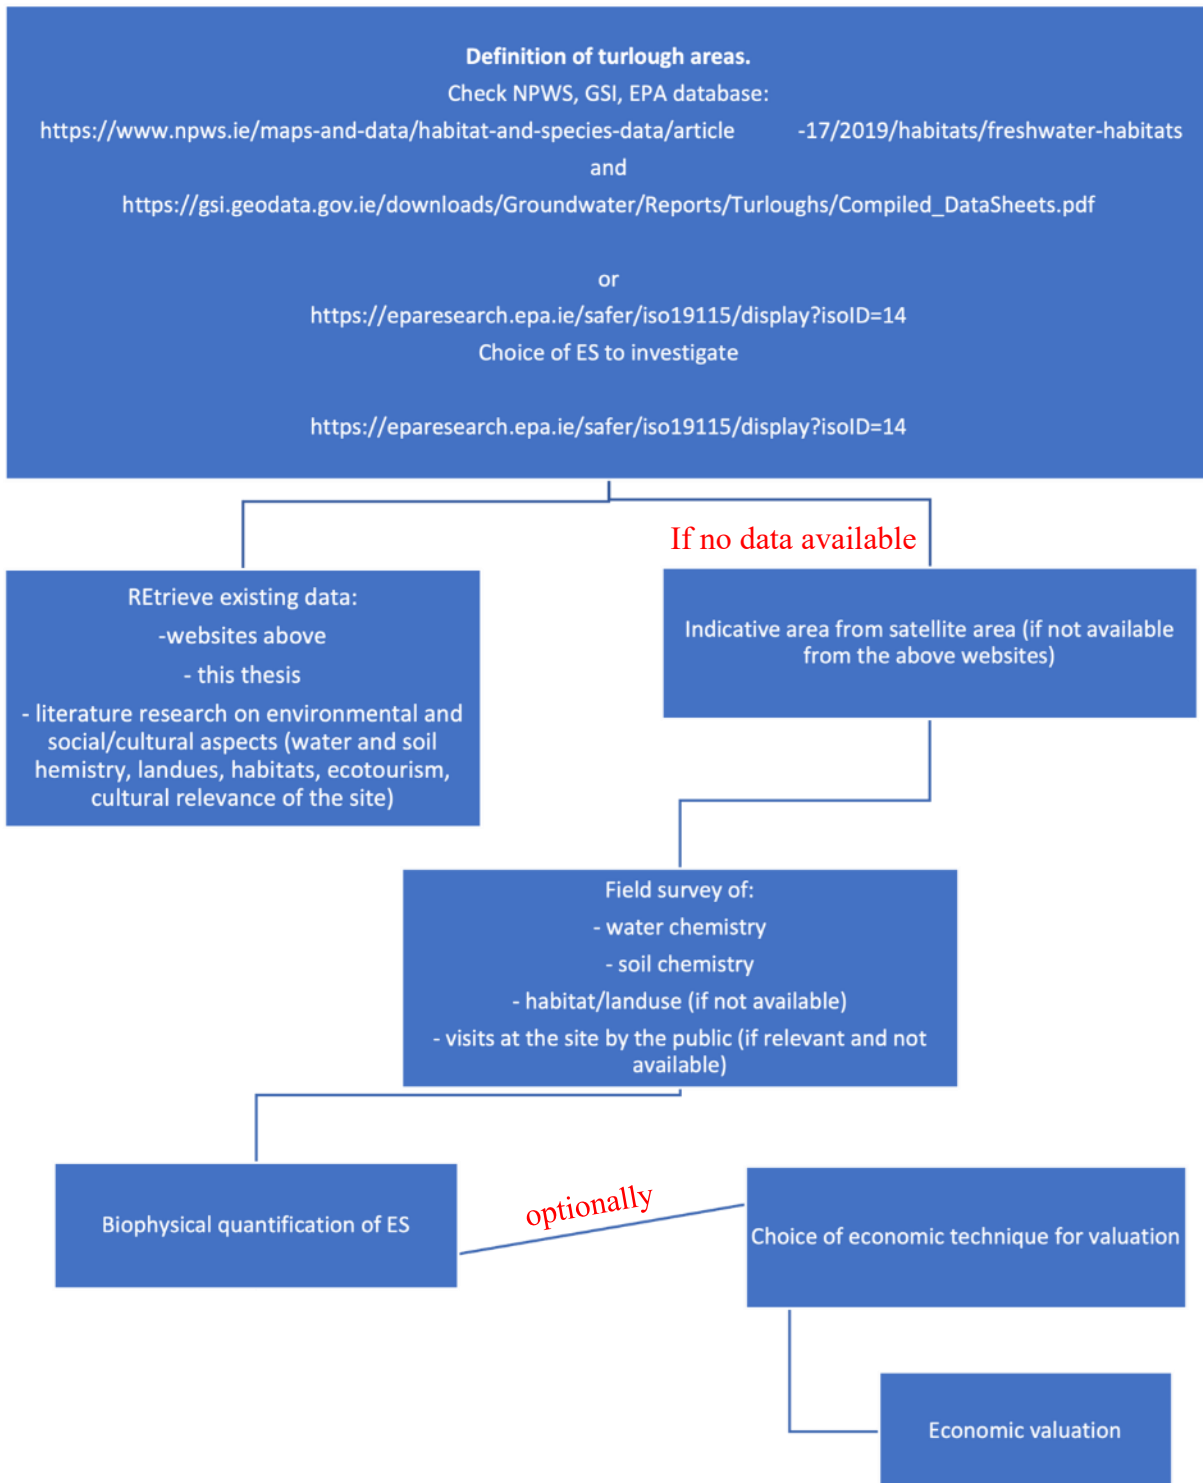 Definition of turlough areas.
Check NPWS, GSI, EPA database:
https://www.npws.ie/maps-and-data/habitat-and-species-data/article -17/2019/habitats/freshwater-habitats
and
https://gsi.geodata.gov.ie/downloads/Groundwater/Reports/Turloughs/Compiled_DataSheets.pdf
or
https://eparesearch.epa.ie/safer/iso19115/display?isoID=14
Choice of ES to investigate
https://eparesearch.epa.ie/safer/iso19115/display?isoID=14
If no data available
REtrieve existing data:
-websites above
- this thesis
- literature research on environmental and
social/cultural aspects (water and soil
hemistry, landues, habitats, ecotourism,
cultural relevance of the site)
Indicative area from satellite area (if not available
from the above websites)
Field survey of:
- water chemistry
- soil chemistry
- habitat/landuse (if not available)
- visits at the site by the public (if relevant and not
available)
Biophysical quantification of ES
optionally
Choice of economic technique for valuation
Economic valuation